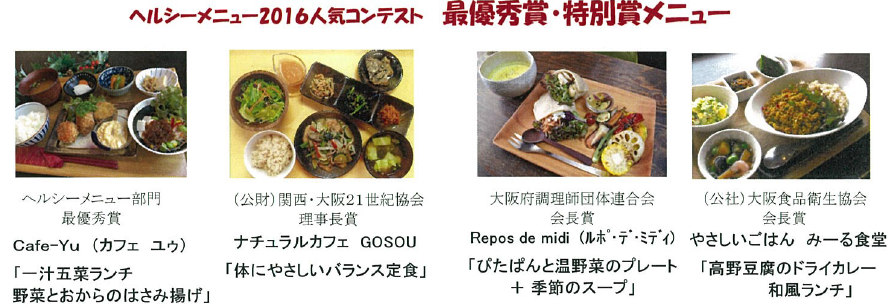 ヘルシーメニュー2016人気コンテスト 最優秀賞・特別賞メニュー
ヘルシーメニュー部門
最優秀賞
Cafe-Yu (カフェ ユゥ)
「一汁五菜ランチ
野菜とおからのはさみ揚げ」
(公財)関西・大阪21世紀協会
理事長賞
ナチュラルカフェ GOSOU
「体にやさしいバランス定食」
大阪府調理師団体連合会
会長賞
Repos de midi (ルポ・デ・ミディ)
「ぴたぱんと温野菜のプレート
+ 季節のスープ」
(公社)大阪食品衛生協会
会長賞
やさしいごはん みーる食堂
「高野豆腐のドライカレー
和風ランチ」